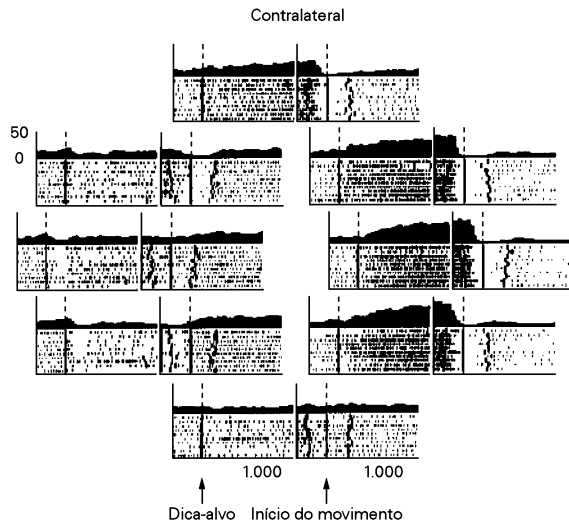 Contralateral
50
0
1.000 1.000
Dica-alvo Início do movimento